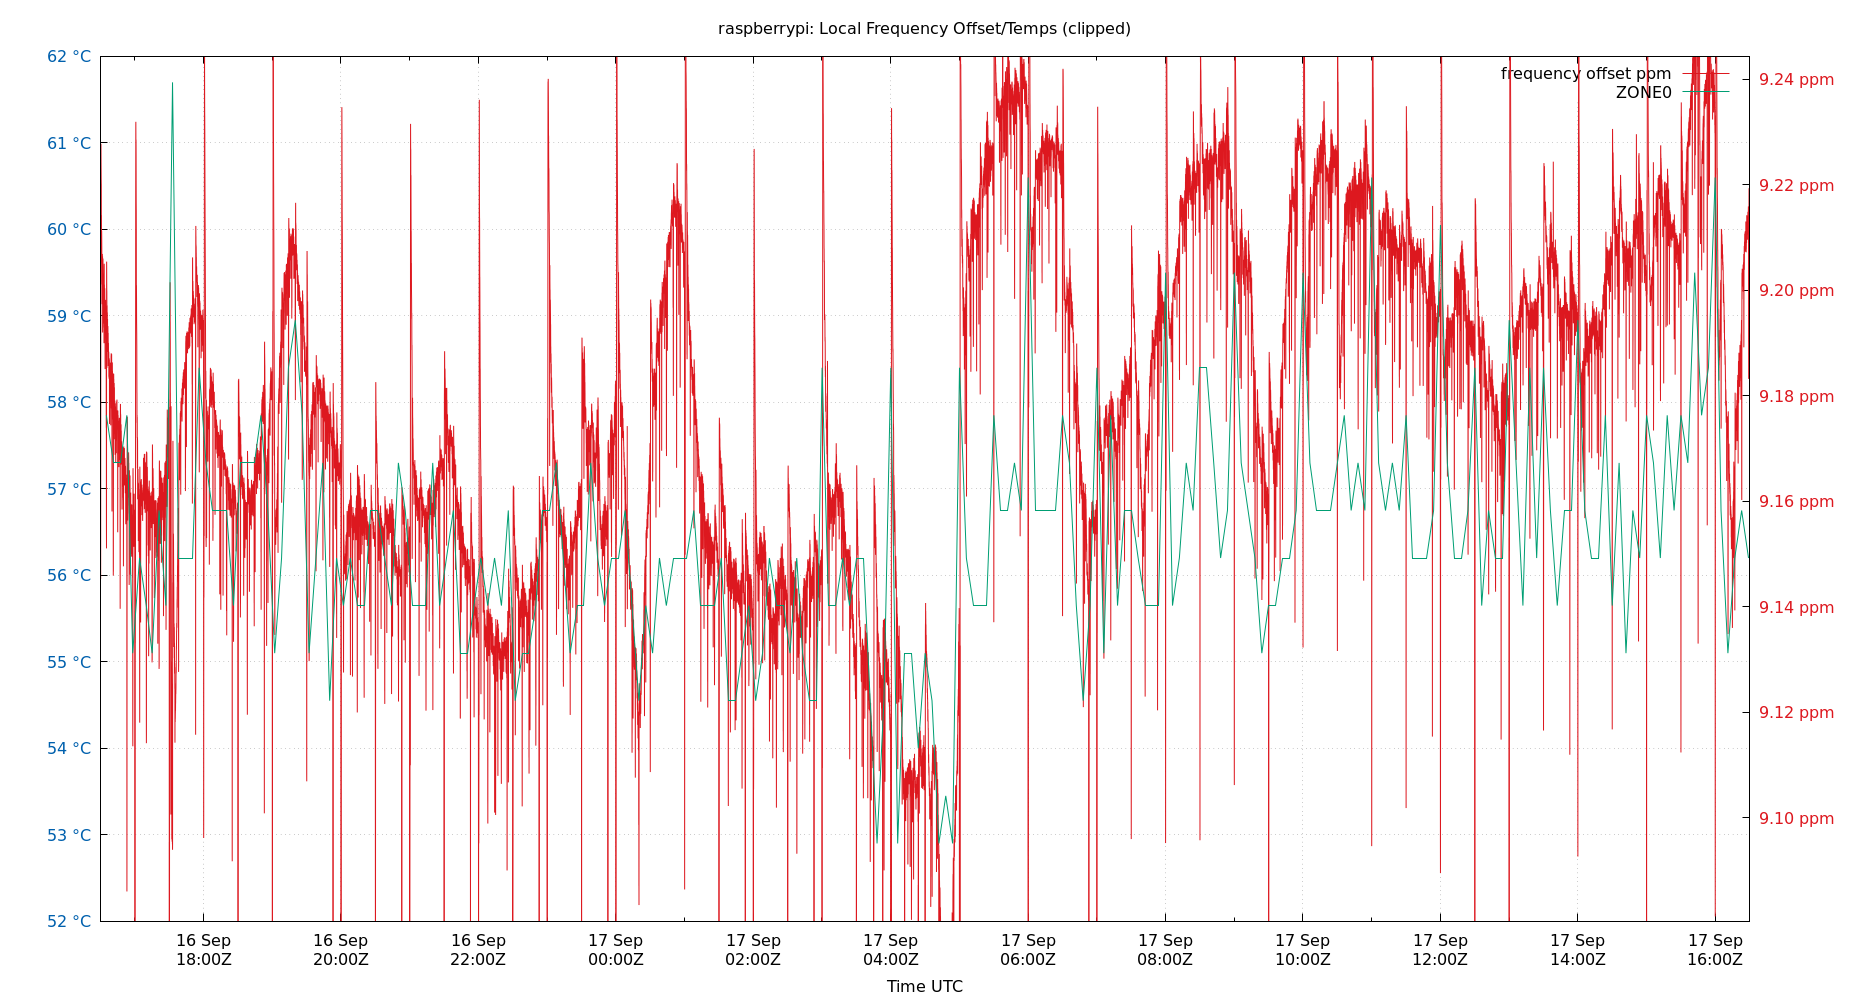 raspberrypi: Local Frequency Offset/Temps (clipped)
frequency offset ppm
ZONE0
62 °C
61 °C
60 °C
59 °C
58 °C
57 °C
56 °C
55 °C
54 °C
53 °C
52 °C
9.24 ppm
9.22 ppm
9.20 ppm
9.18 ppm
9.16 ppm
9.14 ppm
9.12 ppm
9.10 ppm
16 Sep
18:00Z
16 Sep
20:00Z
16 Sep
22:00Z
17 Sep
00:00Z
17 Sep
02:00Z
17 Sep
04:00Z
17 Sep
06:00Z
17 Sep
08:00Z
17 Sep
10:00Z
17 Sep
12:00Z
17 Sep
14:00Z
17 Sep
16:00Z
Time UTC